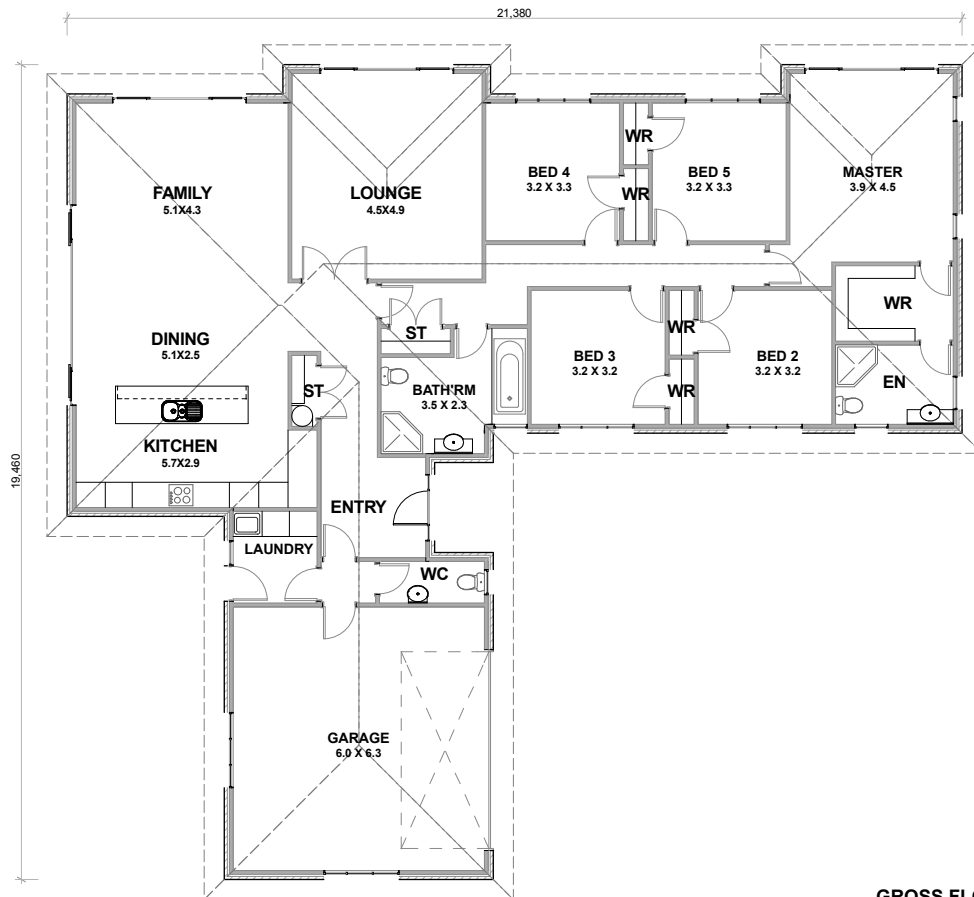 21,380
19,460
FAMILY
5.1X4.3
LOUNGE
4.5X4.9
BED 4
3.2 X 3.3
WR
WR
BED 5
3.2 X 3.3
MASTER
3.9 X 4.5
WR
DINING
5.1X2.5
ST
ST
BATH'RM
3.5 X 2.3
BED 3
3.2 X 3.2
WR
WR
BED 2
3.2 X 3.2
EN
KITCHEN
5.7X2.9
ENTRY
LAUNDRY
WC
GARAGE
6.0 X 6.3
GROSS FLO